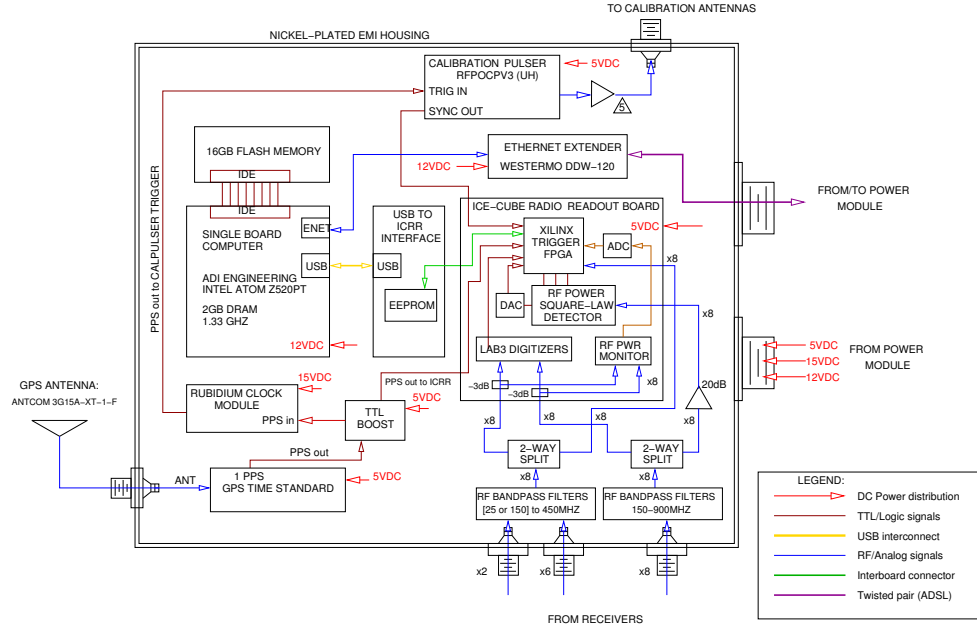 TO CALIBRATION ANTENNAS
NICKEL-PLATED EMI HOUSING
CALIBRATION PULSER
RFPOCPV3 (UH)
TRIG IN
SYNC OUT
5VDC
5
16GB FLASH MEMORY
IDE
IDE
ETHERNET EXTENDER
WESTERMO DDW-120
12VDC
FROM/TO POWER
MODULE
PPS out to CALPULSER TRIGGER
SINGLE BOARD
COMPUTER
ADI ENGINEERING
INTEL ATOM Z520PT
2GB DRAM
1.33 GHZ
ENET
USB
12VDC
USB TO
ICRR
INTERFACE
USB
EEPROM
ICE-CUBE RADIO READOUT BOARD
5VDC
XILINX
TRIGGER
FPGA
ADC
x8
DAC
RF POWER
SQUARE-LAW
DETECTOR
x8
LAB3 DIGITIZERS
RF PWR
MONITOR
-3dB
-3dB
x8
FROM POWER
MODULE
5VDC
15VDC
12VDC
GPS ANTENNA:
ANTCOM 3G15A-XT-1-F
RUBIDIUM CLOCK
MODULE
PPS in
15VDC
PPS out to ICRR
5VDC
TTL
BOOST
20dB
x8
x8
x8
x8
PPS out
2-WAY
SPLIT
2-WAY
SPLIT
ANT
1 PPS
GPS TIME STANDARD
5VDC
x8
x8
RF BANDPASS FILTERS
[25 or 150] to 450MHZ
RF BANDPASS FILTERS
150-900MHZ
x2
x6
x8
FROM RECEIVERS
LEGEND:
DC Power distribution
TTL/Logic signals
USB interconnect
RF/Analog signals
Interboard connector
Twisted pair (ADSL)